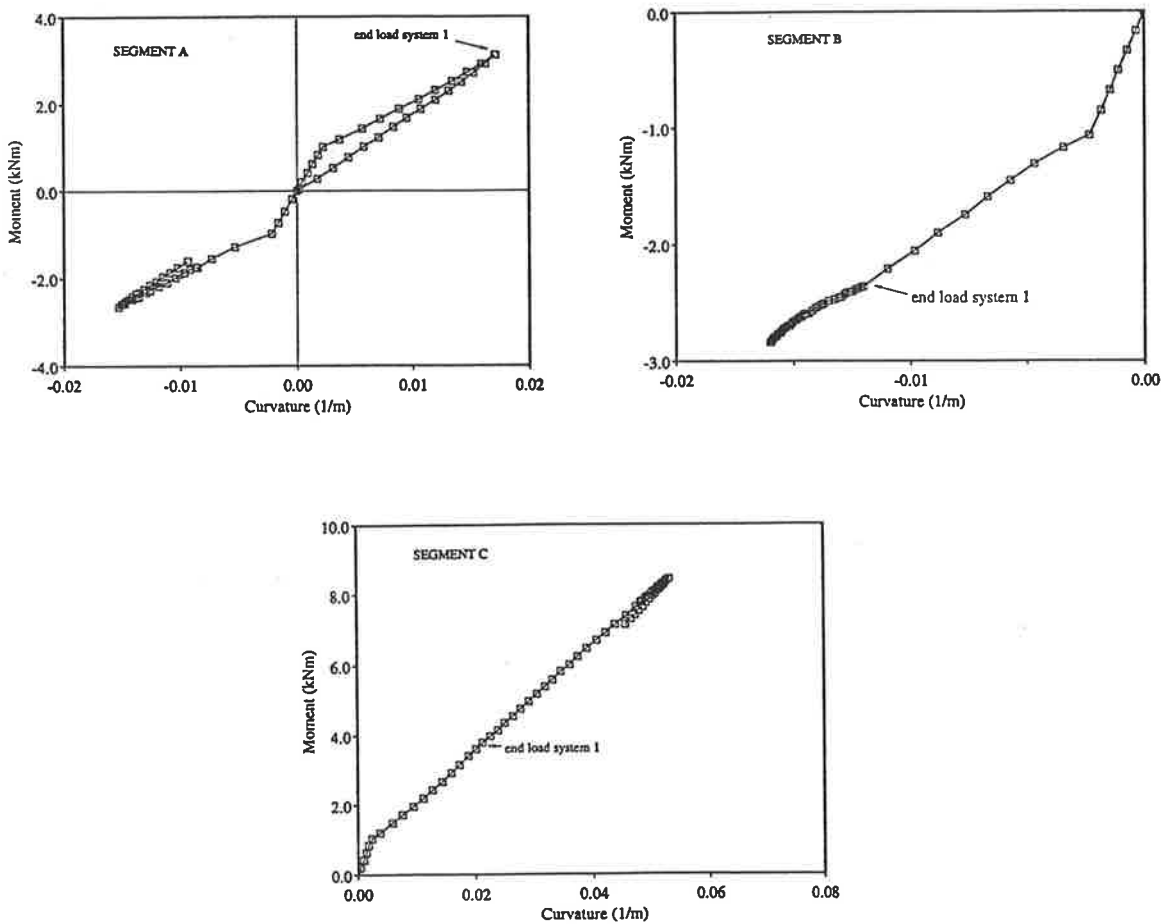 4.0
end load system 1
SEGMENT A
2.0
0.0
-2.0
-4.0
Moment (kNm)
-0.02
-0.01
0.00
0.01
0.02
Curvature (1/m)
0.0
SEGMENT B
-1.0
-2.0
-3.0
Moment (kNm)
end load system 1
-0.02
-0.01
0.00
Curvature (1/m)
10.0
SEGMENT C
8.0
6.0
4.0
2.0
0.0
Moment (kNm)
end load system 1
0.00
0.02
0.04
0.06
0.08
Curvature (1/m)